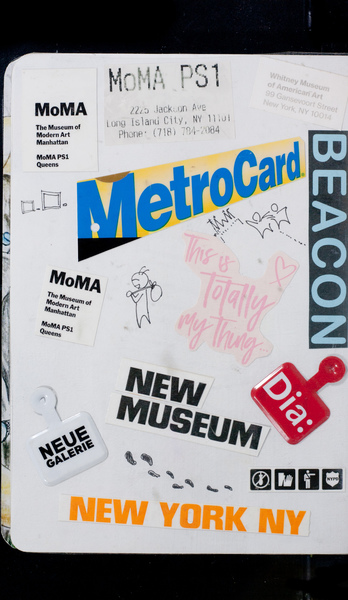 MoMA
The Museum of
Modern Art
Manhattan
MoMA PS1
Queens
MoMA PS1
2225 Jackson Ave
Long Island City, NY 11101
Phone: (718) 784-2084
Whitney Museum
of American Art
99 Gansevoort Street
New York, NY 10014
MetroCard
BEACON
This is
Totally
my thing
MoMA
The Museum of
Modern Art
Manhattan
MoMA PS1
Queens
NEW
MUSEUM
Dia:
NEUE
GALERIE
NEW YORK NY